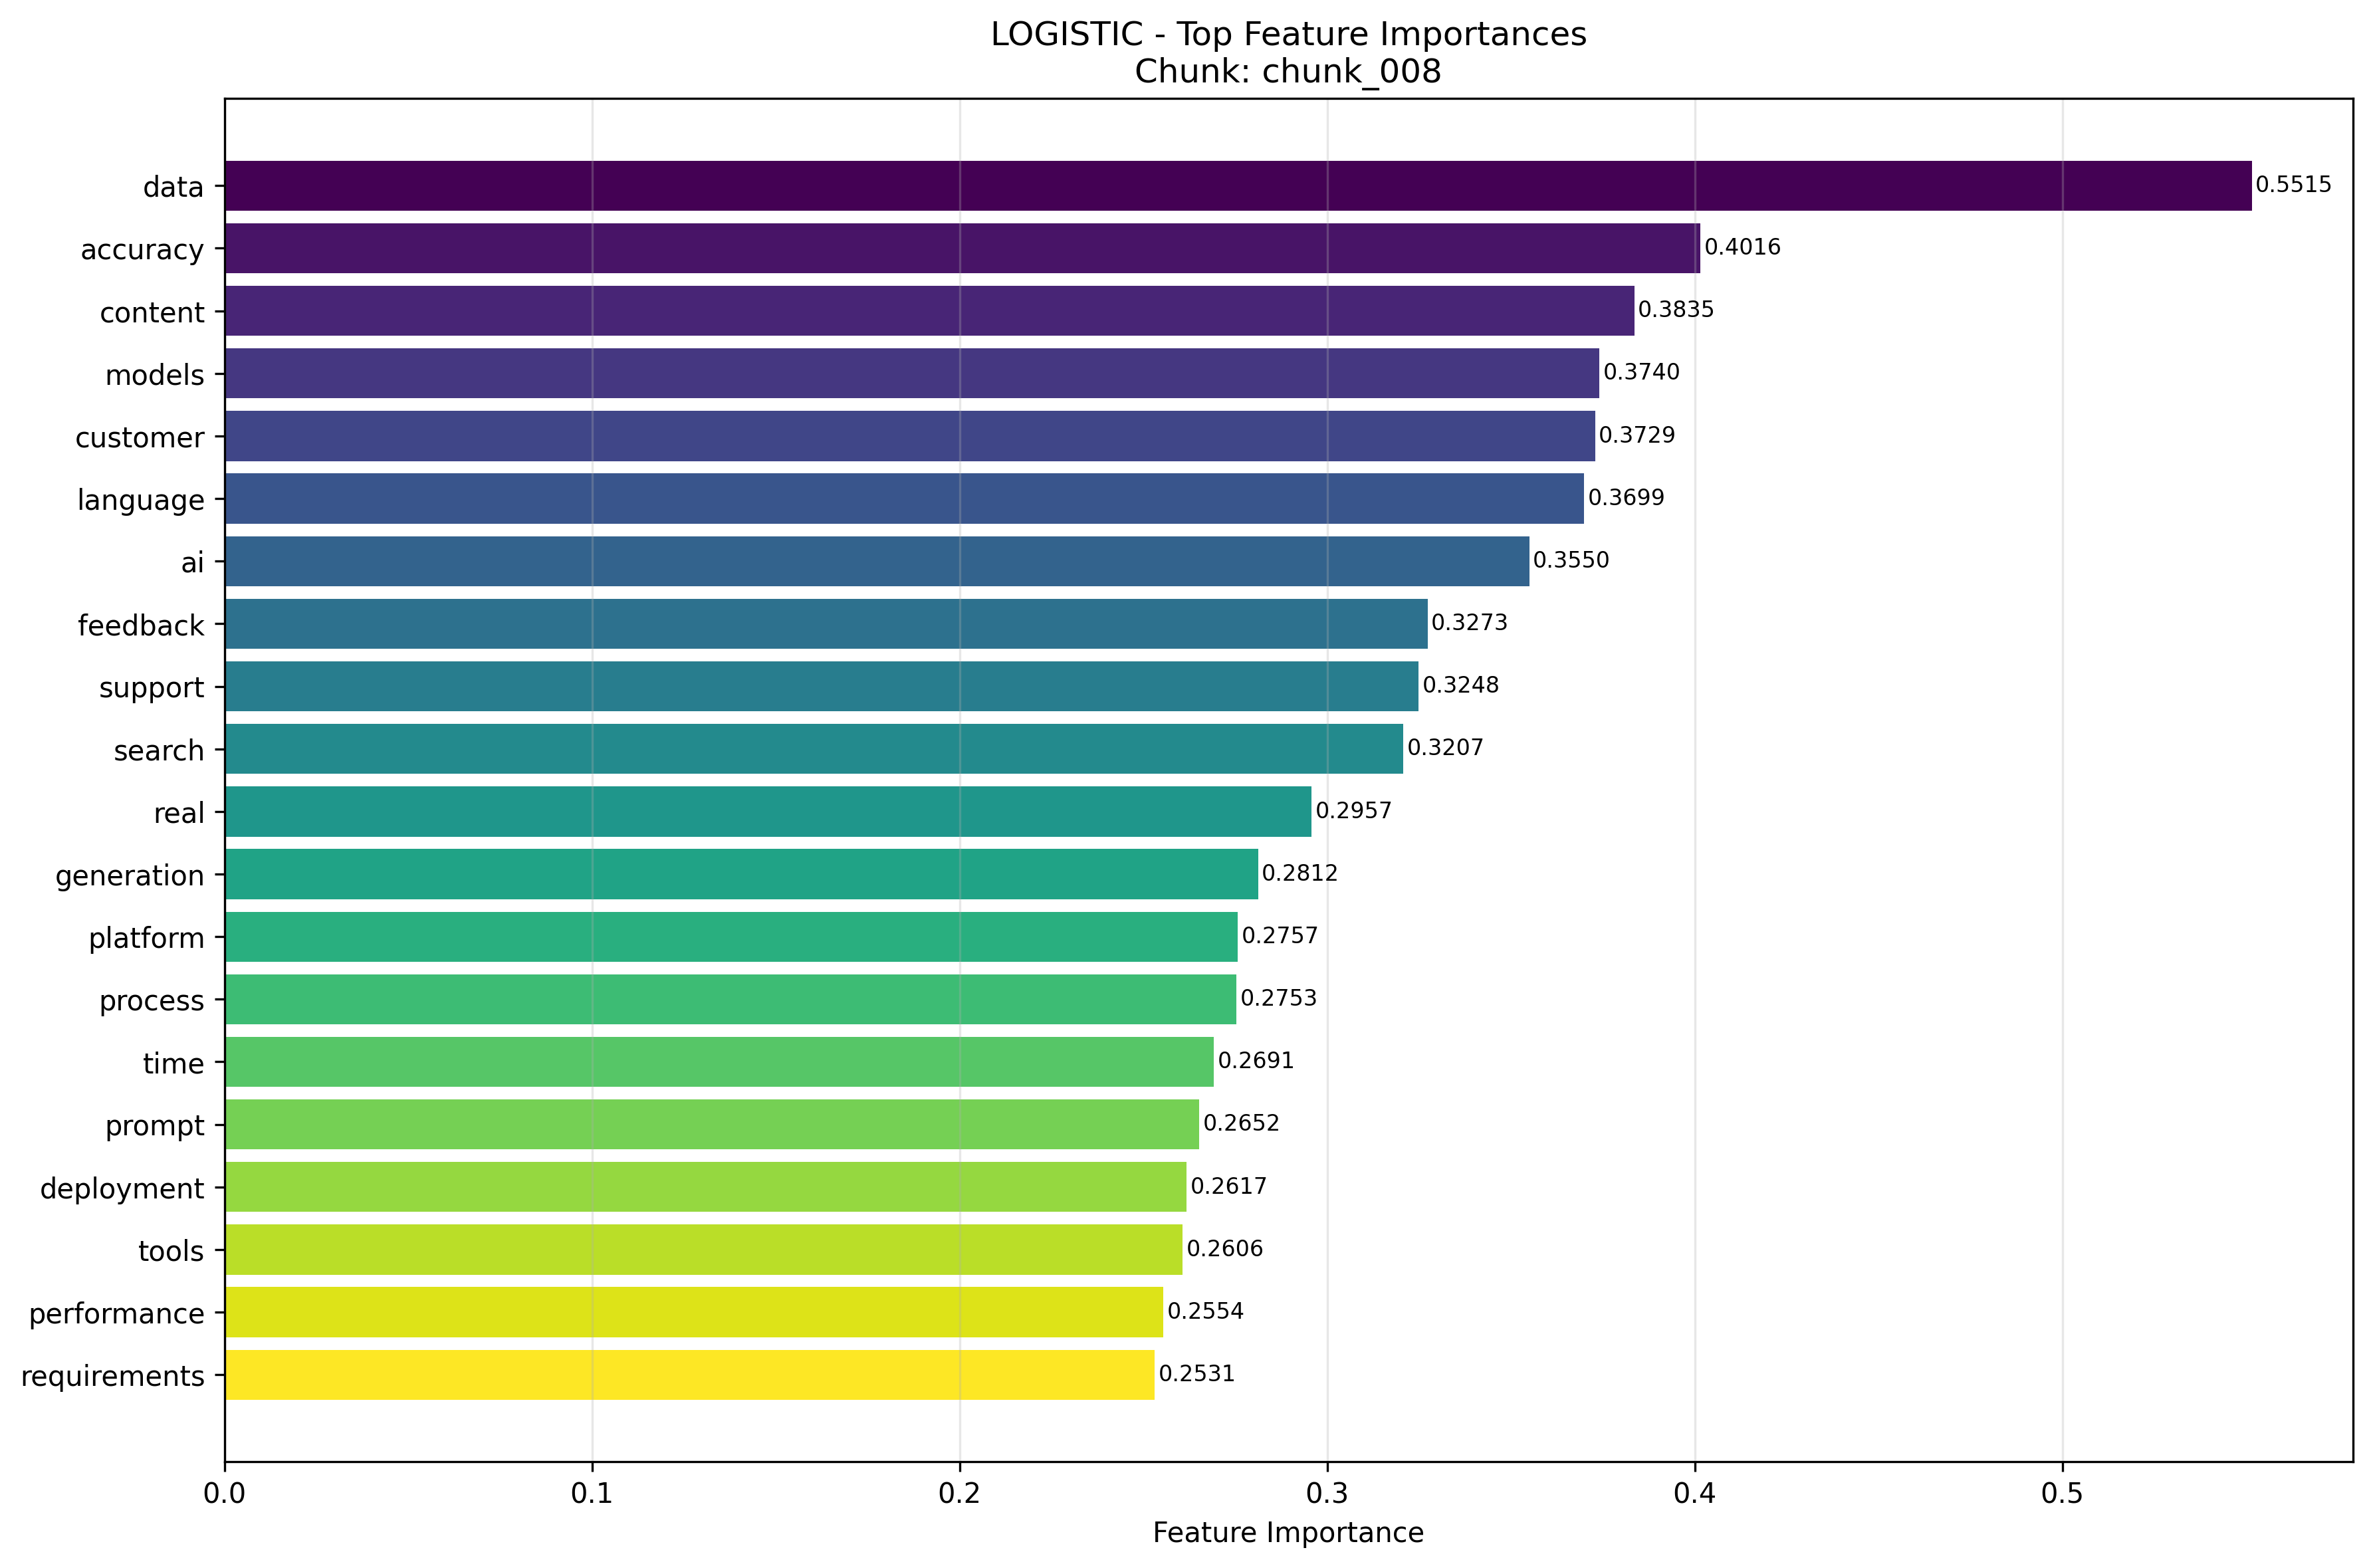 LOGISTIC - Top Feature Importances
Chunk: chunk_008
data 0.5515
accuracy 0.4016
content 0.3835
models 0.3740
customer 0.3729
language 0.3699
ai 0.3550
feedback 0.3273
support 0.3248
search 0.3207
real 0.2957
generation 0.2812
platform 0.2757
process 0.2753
time 0.2691
prompt 0.2652
deployment 0.2617
tools 0.2606
performance 0.2554
requirements 0.2531
0.0 0.1 0.2 0.3 0.4 0.5
Feature Importance